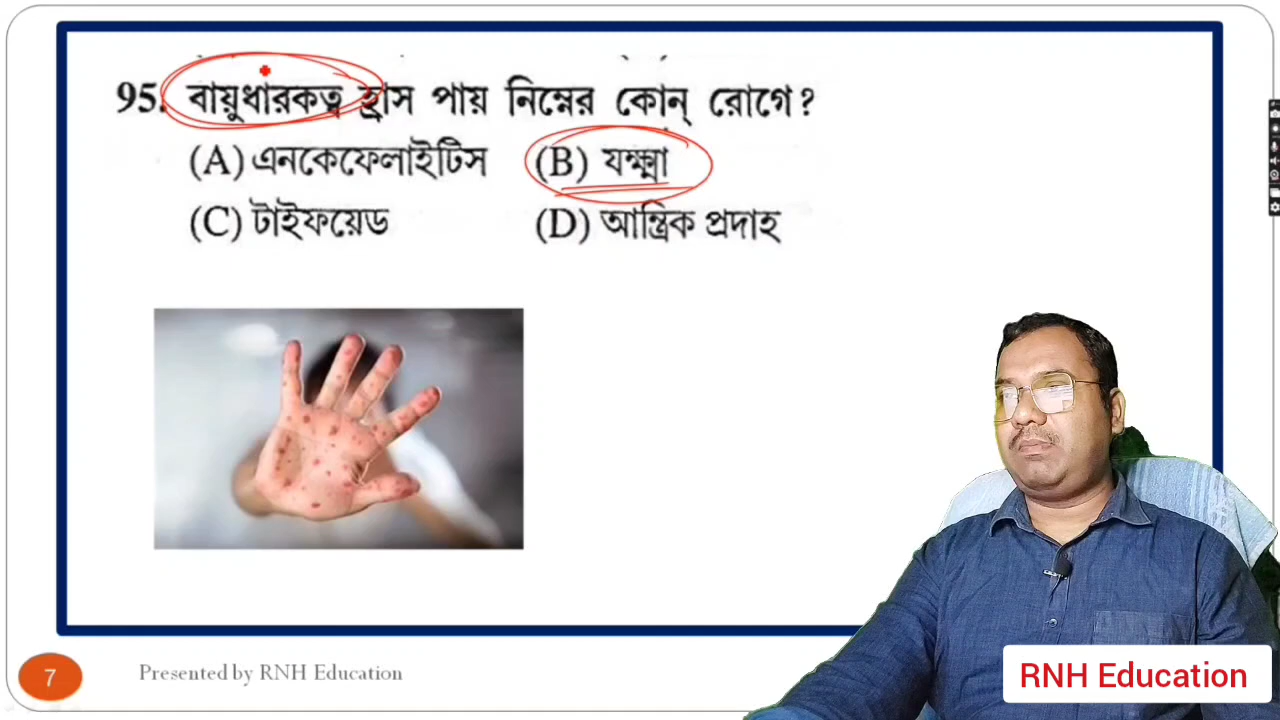 95. বায়ুধারকত্ব হ্রাস পায় নিম্নের কোন্ রোগে?
(A) এনকেফেলাইটিস (B) যক্ষ্মা
(C) টাইফয়েড (D) আন্ত্রিক প্রদাহ
7 Presented by RNH Education
RNH Education